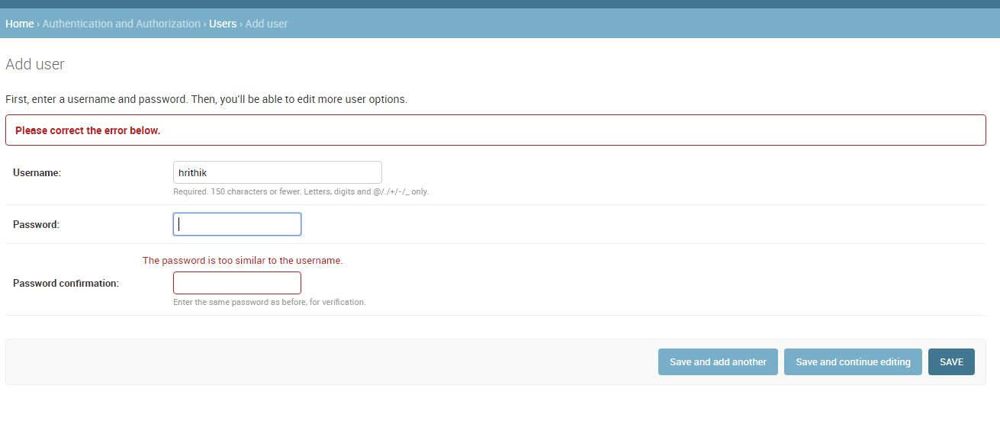 Home › Authentication and Authorization › Users › Add user
Add user
First, enter a username and password. Then, you'll be able to edit more user options.
Please correct the error below.
Username: hrithik
Required. 150 characters or fewer. Letters, digits and @/./+/-/_ only.
Password:
The password is too similar to the username.
Password confirmation:
Enter the same password as before, for verification.
Save and add another Save and continue editing SAVE